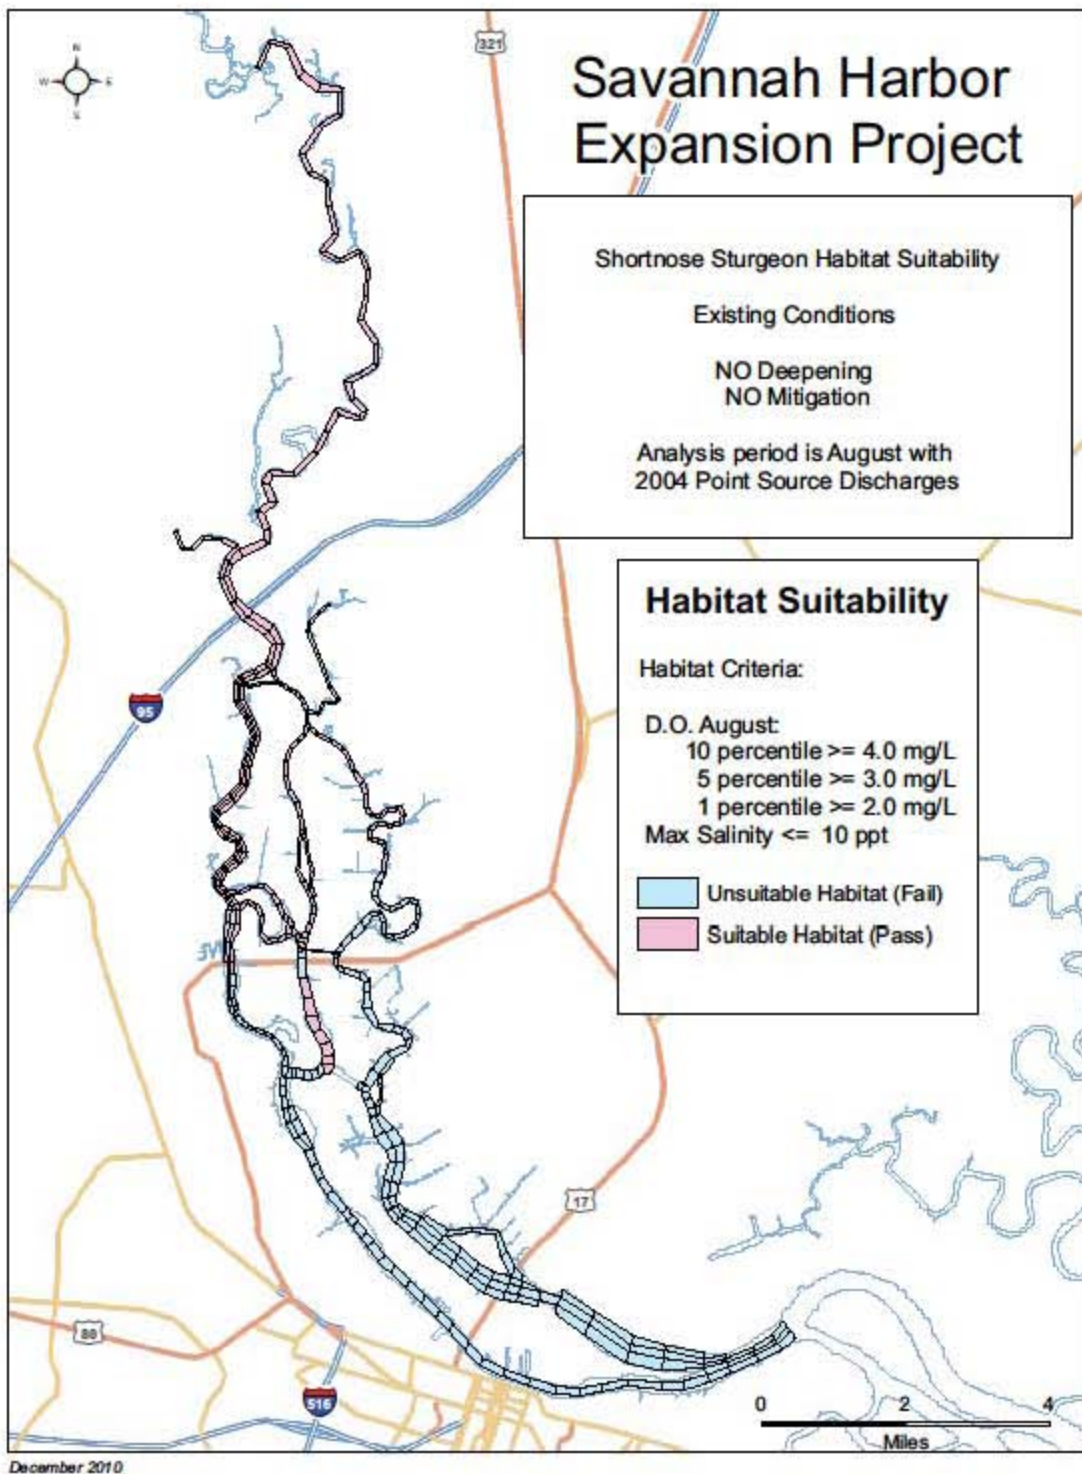 Savannah Harbor
Expansion Project
N
W
E
S
321
Shortnose Sturgeon Habitat Suitability
Existing Conditions
NO Deepening
NO Mitigation
Analysis period is August with
2004 Point Source Discharges
Habitat Suitability
Habitat Criteria:
D.O. August:
10 percentile >= 4.0 mg/L
5 percentile >= 3.0 mg/L
1 percentile >= 2.0 mg/L
Max Salinity <= 10 ppt
Unsuitable Habitat (Fail)
Suitable Habitat (Pass)
95
17
80
516
0 2 4
Miles
December 2010